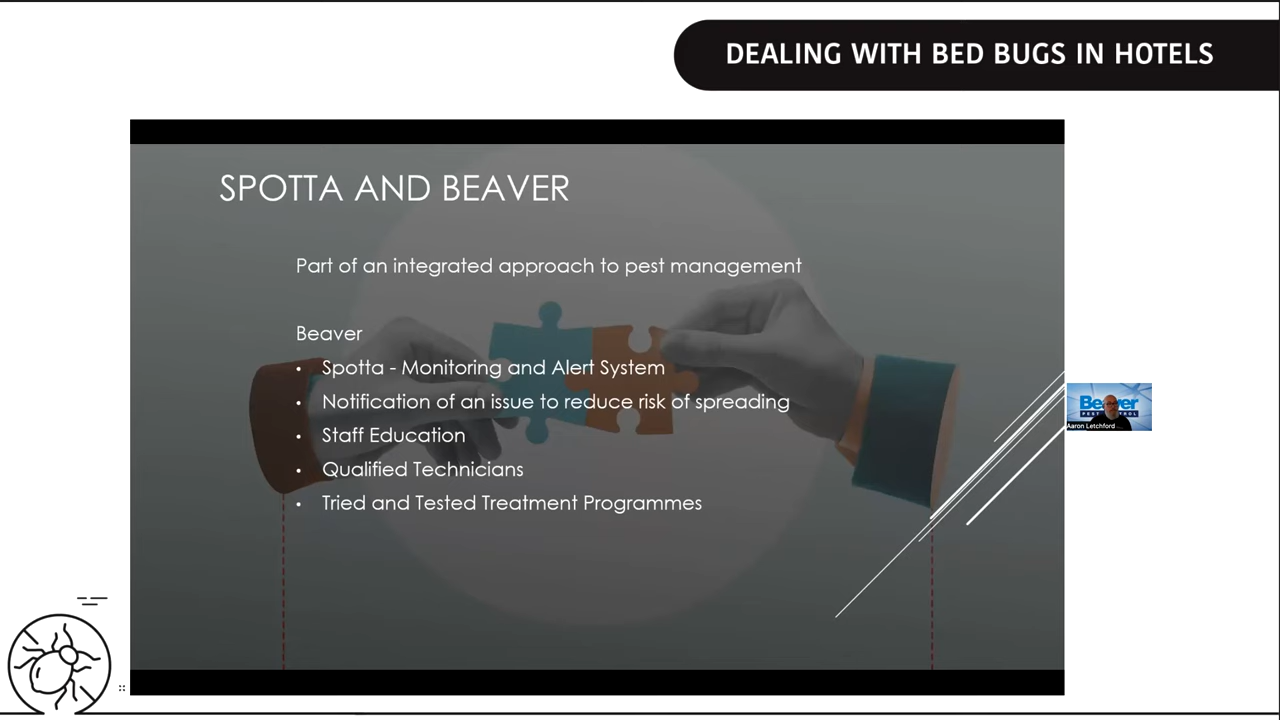 DEALING WITH BED BUGS IN HOTELS
SPOTTA AND BEAVER
Part of an integrated approach to pest management
Beaver
• Spotta - Monitoring and Alert System
• Notification of an issue to reduce risk of spreading
• Staff Education
• Qualified Technicians
• Tried and Tested Treatment Programmes
Aaron Letchford